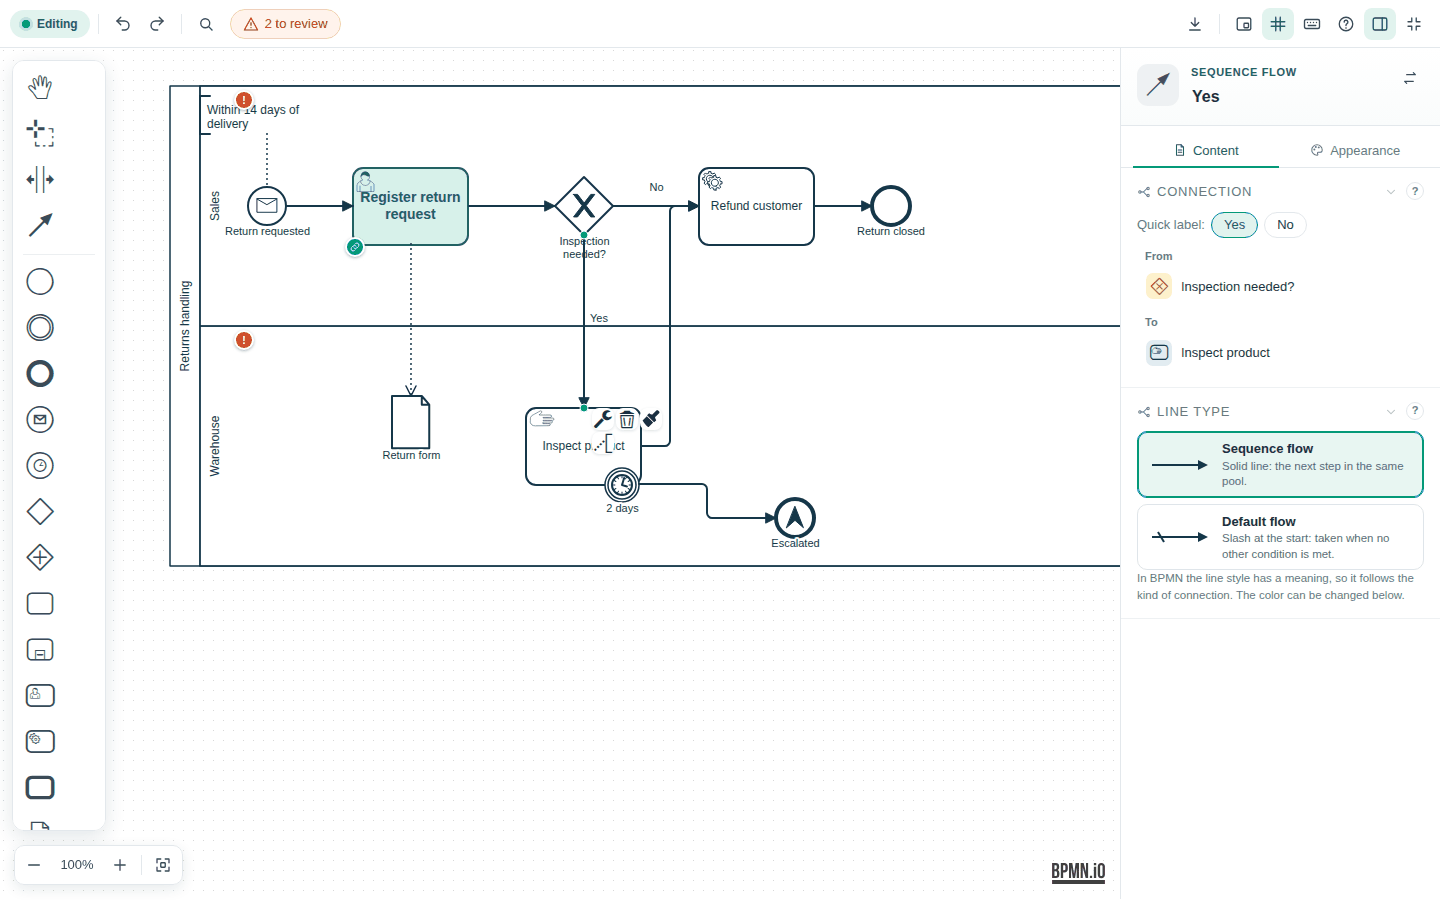 Editing
2 to review
SEQUENCE FLOW
Yes
Content
Appearance
CONNECTION
?
Quick label:
Yes
No
From
Inspection needed?
To
Inspect product
LINE TYPE
?
Sequence flow
Solid line: the next step in the same
pool.
Default flow
Slash at the start: taken when no
other condition is met.
In BPMN the line style has a meaning, so it follows the
kind of connection. The color can be changed below.
Returns handling
Sales
Warehouse
!
Within 14 days of
delivery
Return requested
Register return
request
Inspection
needed?
No
Refund customer
Return closed
Yes
!
Return form
2 days
Escalated
100%
BPMN.iO